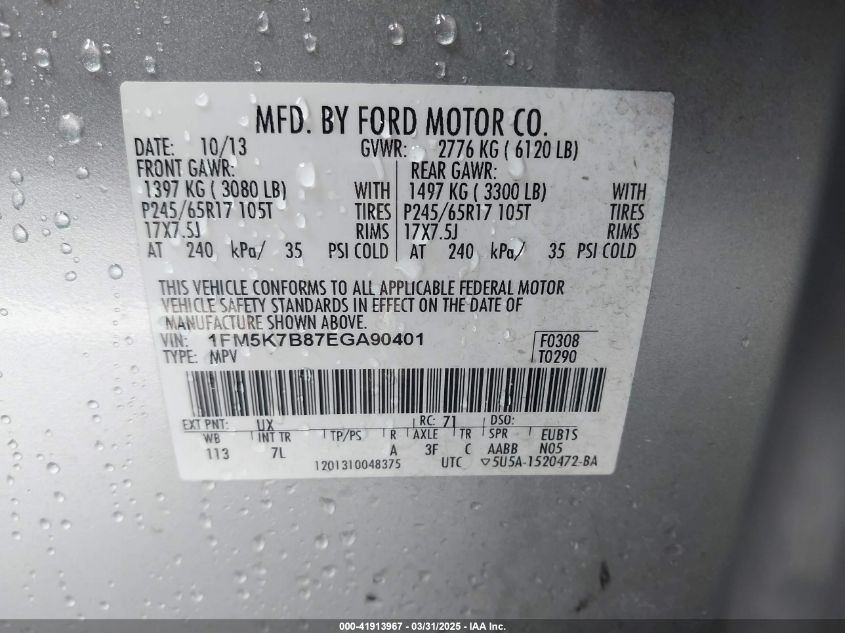 MFD. BY FORD MOTOR CO.
DATE: 10/13 GVWR: 2776 KG ( 6120 LB)
FRONT GAWR: REAR GAWR:
1397 KG ( 3080 LB) WITH 1497 KG ( 3300 LB) WITH
P245/65R17 105T TIRES P245/65R17 105T TIRES
17X7.5J RIMS 17X7.5J RIMS
AT 240 kPa/ 35 PSI COLD AT 240 kPa/ 35 PSI COLD
THIS VEHICLE CONFORMS TO ALL APPLICABLE FEDERAL MOTOR
VEHICLE SAFETY STANDARDS IN EFFECT ON THE DATE OF
MANUFACTURE SHOWN ABOVE.
VIN: 1FM5K7B87EGA90401 F0308
TYPE: MPV T0290
EXT PNT: UX RC: 71 DSO:
WB INT TR TP/PS R AXLE TR SPR EUB1S
113 7L A 3F C AABB N05
1201310048375 UTC ▽5U5A-1520472-BA
000-41913967 — 03/31/2025 — IAA Inc.